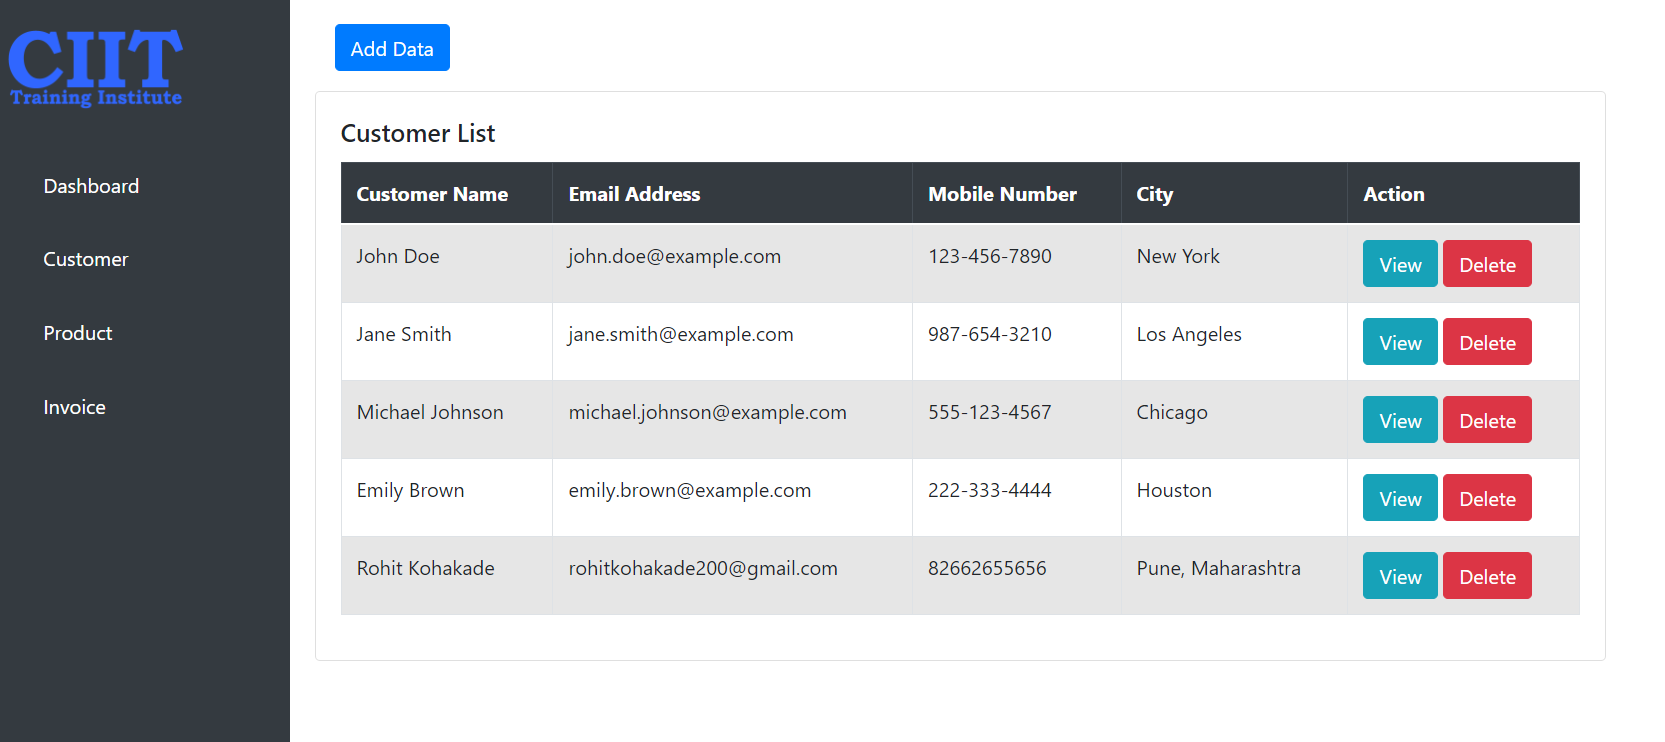 CIIT
Training Institute
Dashboard
Customer
Product
Invoice
Add Data
Customer List
Customer Name Email Address Mobile Number City Action
John Doe john.doe@example.com 123-456-7890 New York View Delete
Jane Smith jane.smith@example.com 987-654-3210 Los Angeles View Delete
Michael Johnson michael.johnson@example.com 555-123-4567 Chicago View Delete
Emily Brown emily.brown@example.com 222-333-4444 Houston View Delete
Rohit Kohakade rohitkohakade200@gmail.com 82662655656 Pune, Maharashtra View Delete